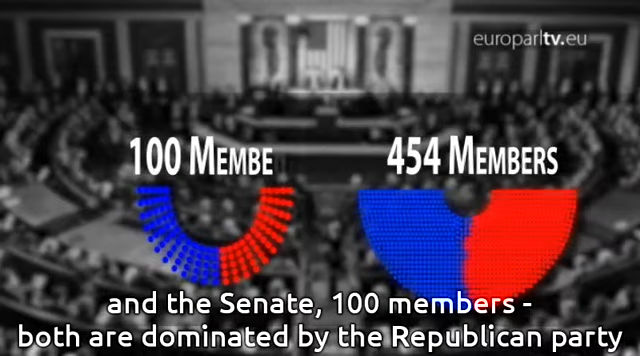 europarltv.eu
100 MEMBE
454 MEMBERS
and the Senate, 100 members -
both are dominated by the Republican party